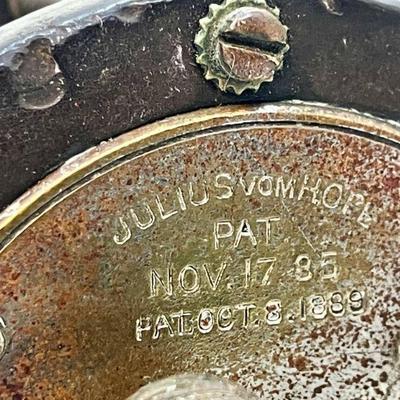 JULIUS VOM HOFE
PAT
NOV. 17 85
PAT. OCT. 8. 1889